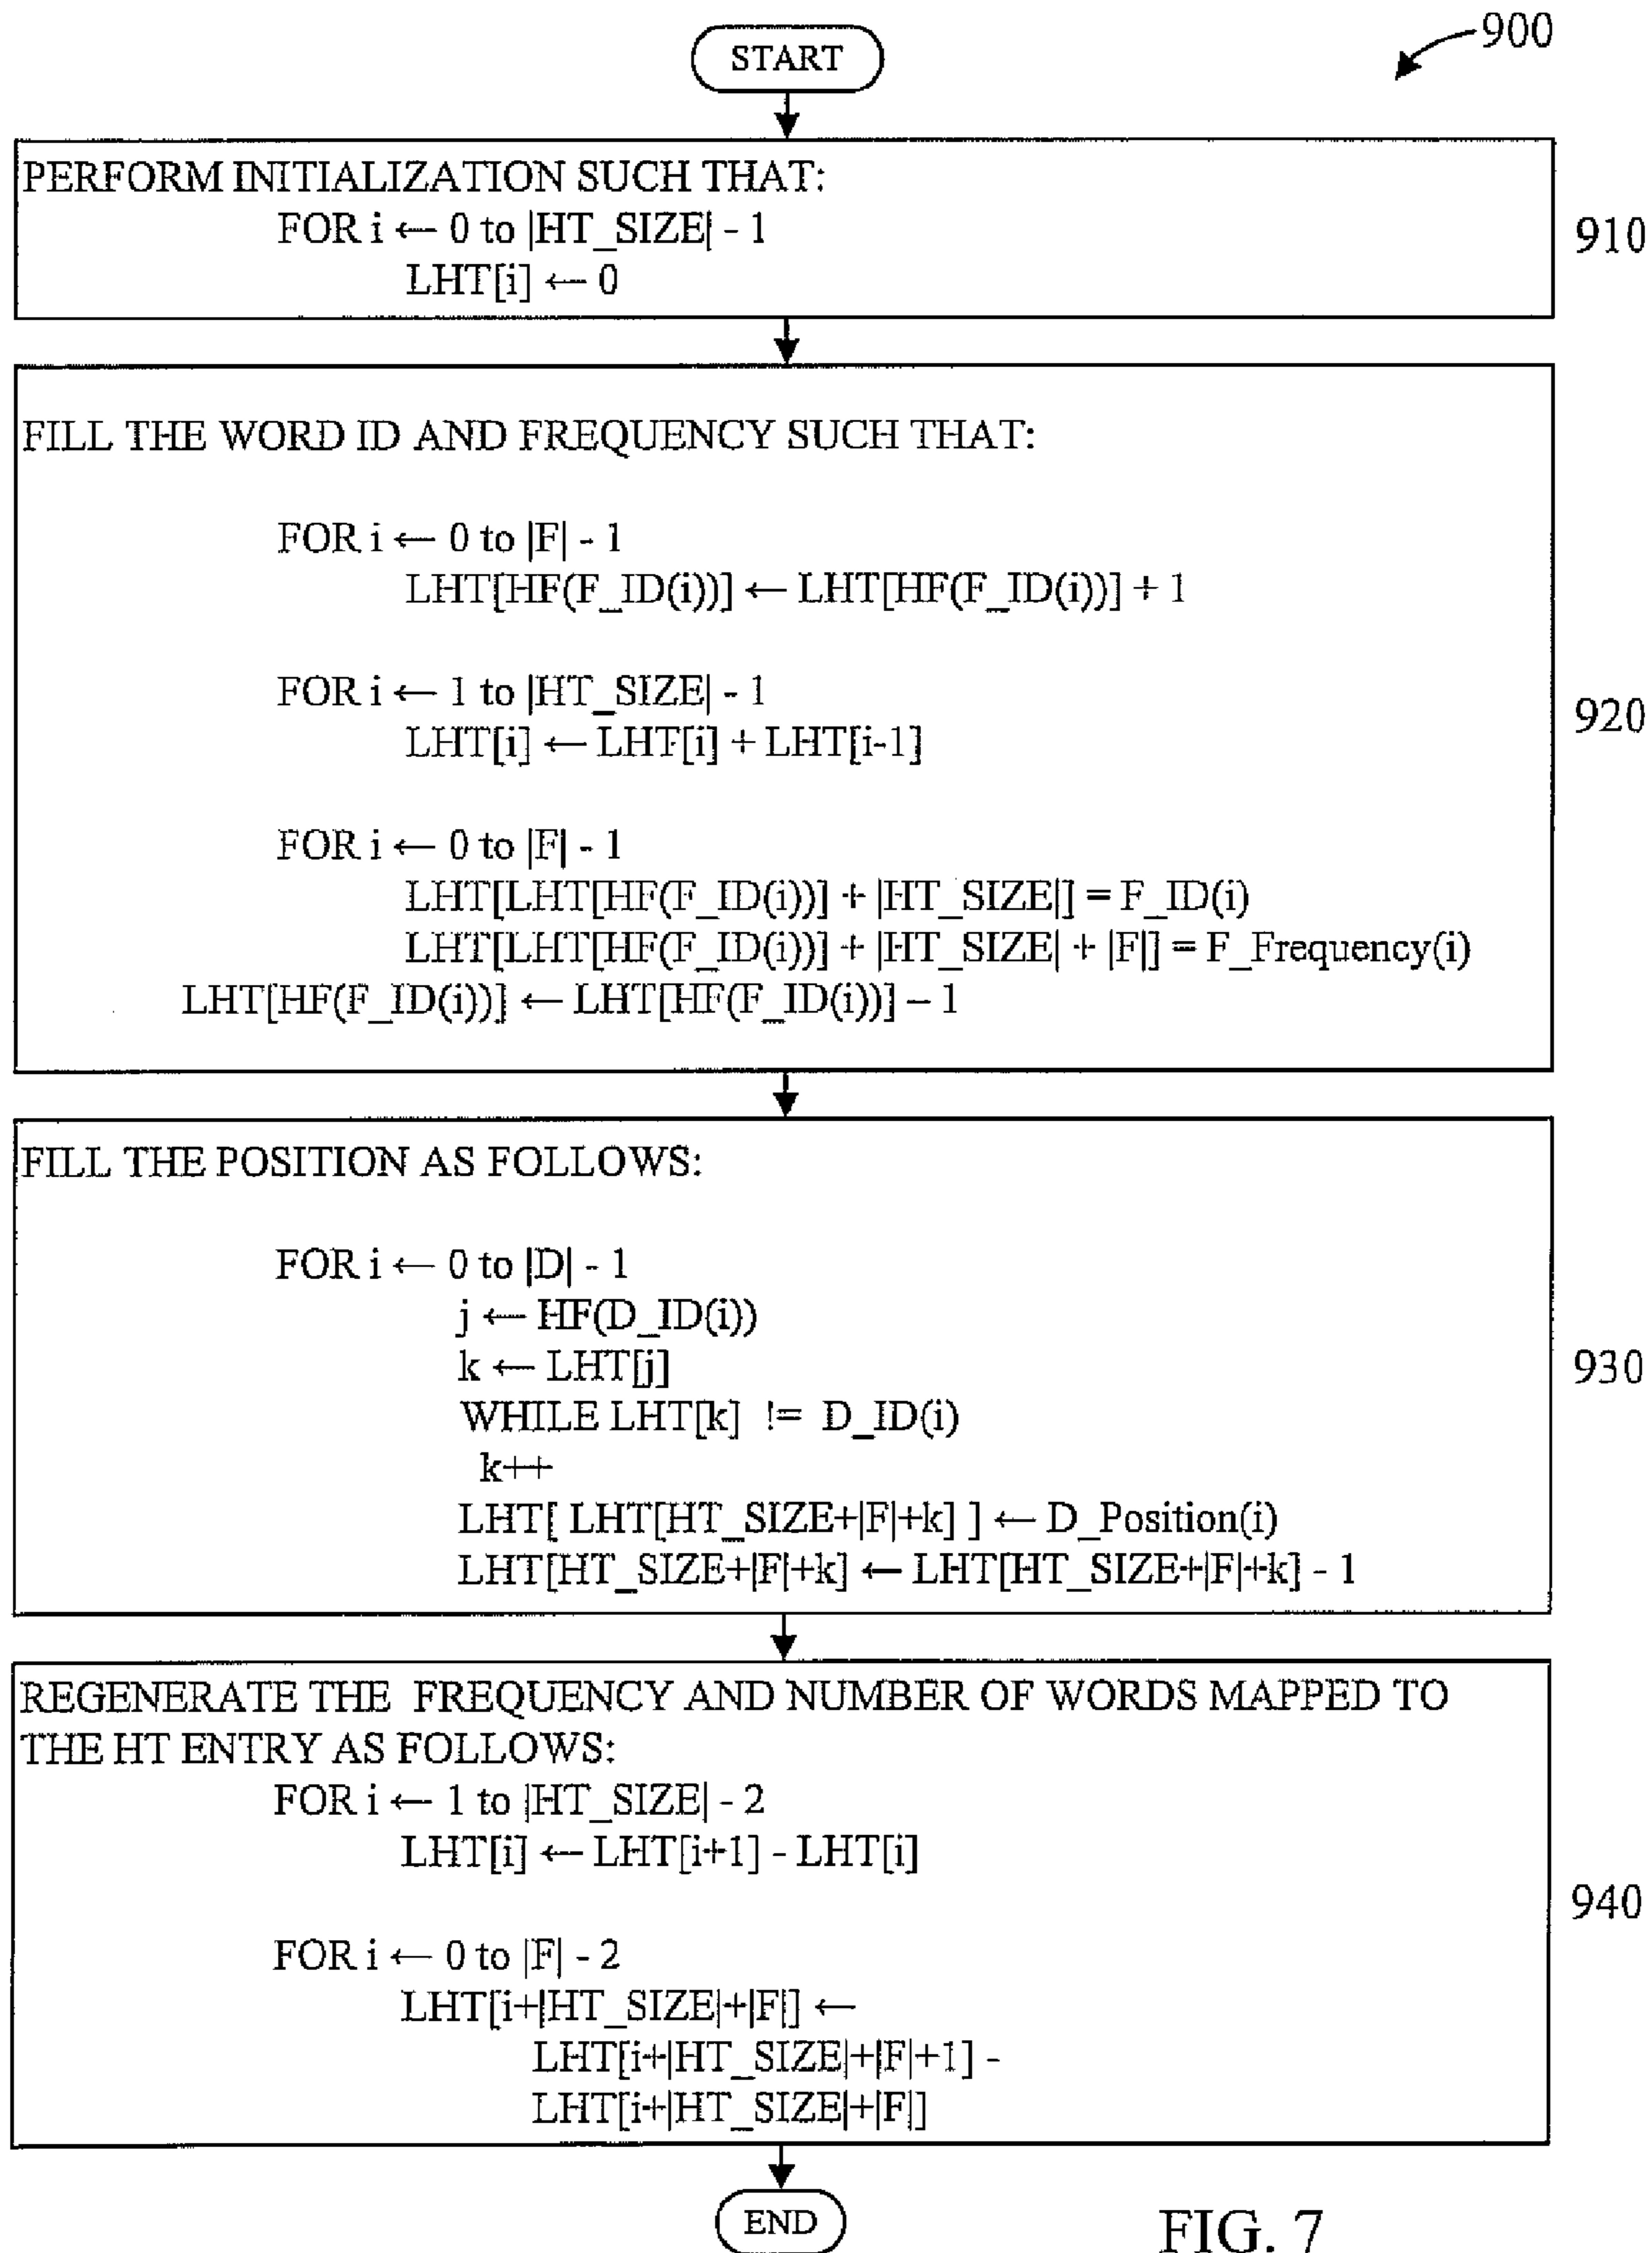 900
START
PERFORM INITIALIZATION SUCH THAT:
FOR i ← 0 to |HT_SIZE| - 1
LHT[i] ← 0
910
FILL THE WORD ID AND FREQUENCY SUCH THAT:
FOR i ← 0 to |F| - 1
LHT[HF(F_ID(i))] ← LHT[HF(F_ID(i))] + 1
FOR i ← 1 to |HT_SIZE| - 1
LHT[i] ← LHT[i] + LHT[i-1]
FOR i ← 0 to |F| - 1
LHT[LHT[HF(F_ID(i))] + |HT_SIZE|] = F_ID(i)
LHT[LHT[HF(F_ID(i))] + |HT_SIZE| + |F|] = F_Frequency(i)
LHT[HF(F_ID(i))] ← LHT[HF(F_ID(i))] – 1
920
FILL THE POSITION AS FOLLOWS:
FOR i ← 0 to |D| - 1
j ← HF(D_ID(i))
k ← LHT[j]
WHILE LHT[k] != D_ID(i)
k++
LHT[ LHT[HT_SIZE+|F|+k] ] ← D_Position(i)
LHT[HT_SIZE+|F|+k] ← LHT[HT_SIZE+|F|+k] - 1
930
REGENERATE THE FREQUENCY AND NUMBER OF WORDS MAPPED TO
THE HT ENTRY AS FOLLOWS:
FOR i ← 1 to |HT_SIZE| - 2
LHT[i] ← LHT[i+1] - LHT[i]
FOR i ← 0 to |F| - 2
LHT[i+|HT_SIZE|+|F|] ←
LHT[i+|HT_SIZE|+|F|+1] -
LHT[i+|HT_SIZE|+|F|]
940
END
FIG. 7